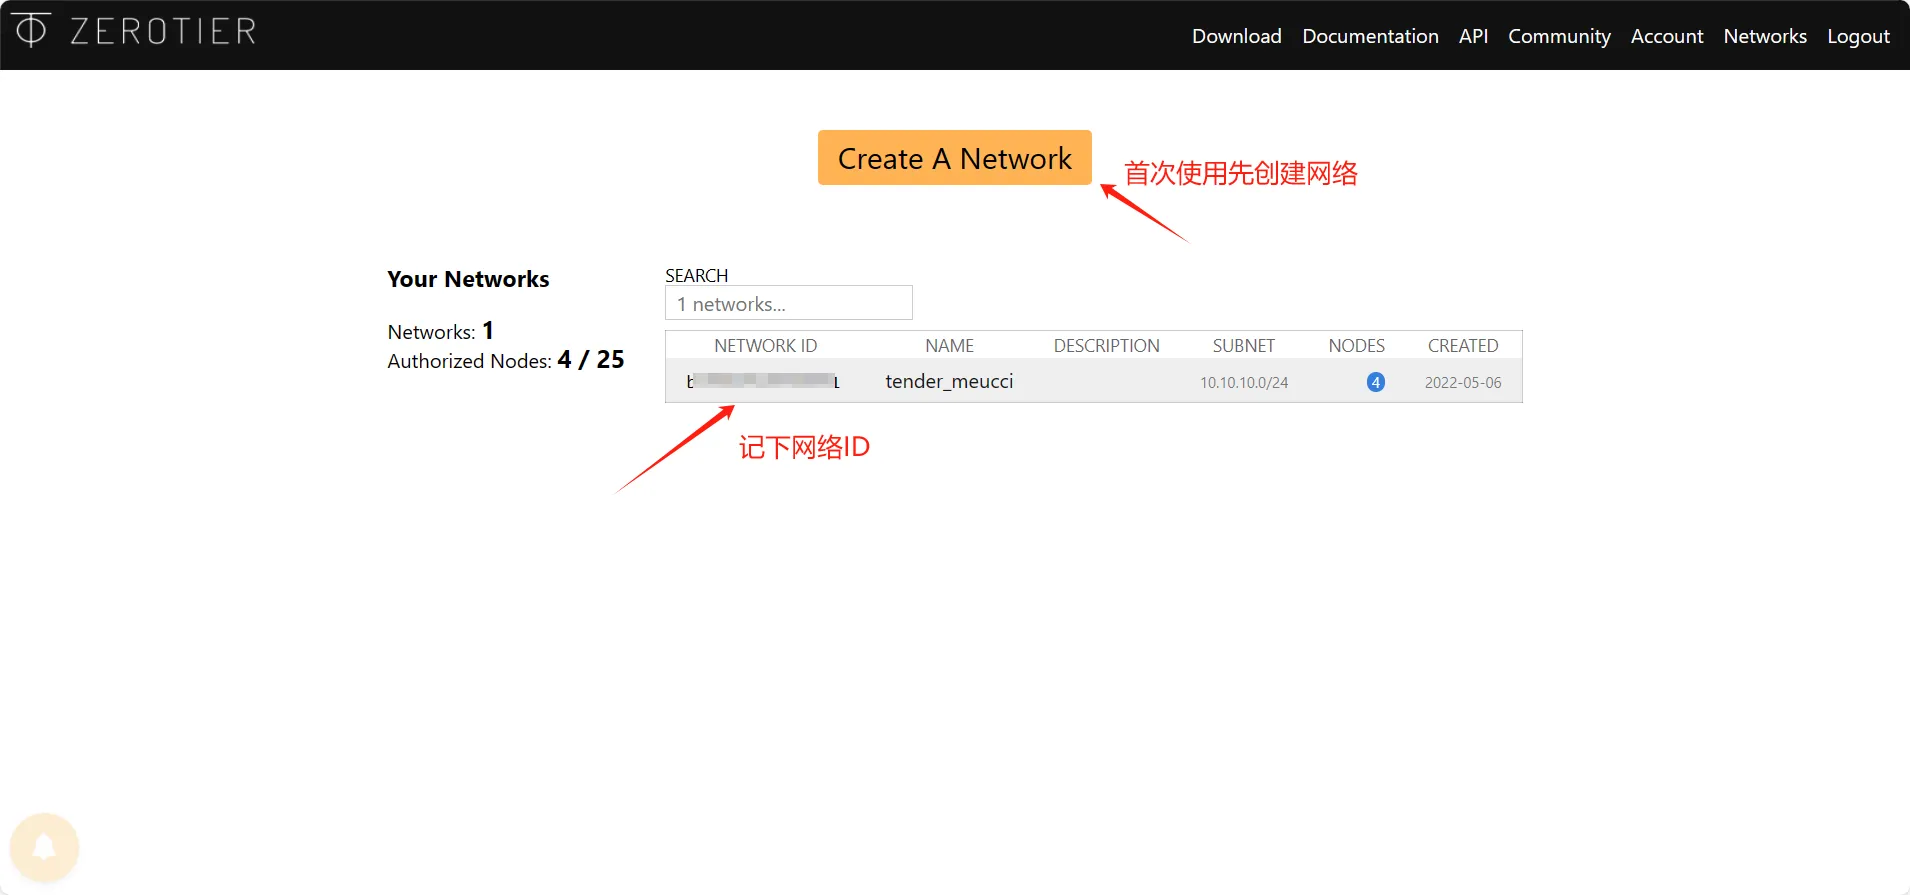 ZEROTIER
Download Documentation API Community Account Networks Logout
Create A Network
首次使用先创建网络
Your Networks
Networks: 1
Authorized Nodes: 4 / 25
SEARCH
1 networks...
NETWORK ID NAME DESCRIPTION SUBNET NODES CREATED
tender_meucci 10.10.10.0/24 4 2022-05-06
记下网络ID